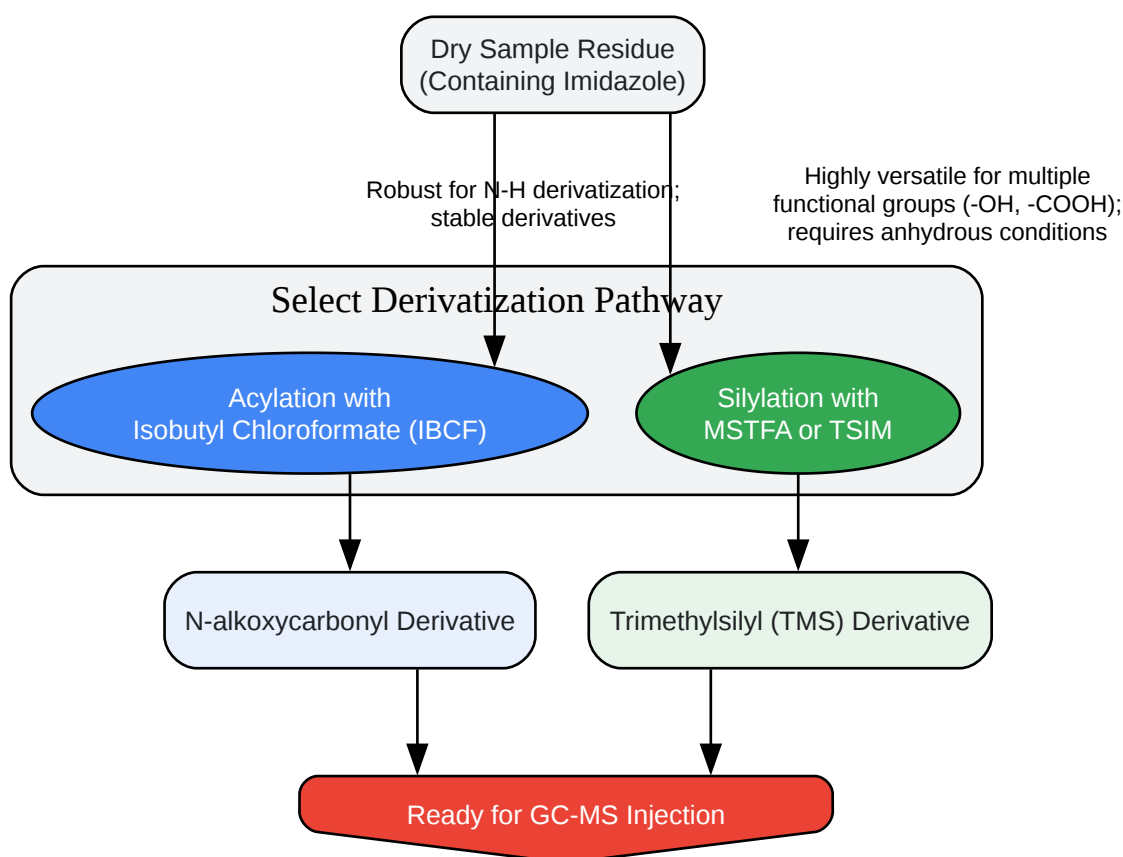 Dry Sample Residue
(Containing Imidazole)
Robust for N-H derivatization;
stable derivatives
Highly versatile for multiple
functional groups (-OH, -COOH);
requires anhydrous conditions
Select Derivatization Pathway
Acylation with
Isobutyl Chloroformate (IBCF)
Silylation with
MSTFA or TSIM
N-alkoxycarbonyl Derivative
Trimethylsilyl (TMS) Derivative
Ready for GC-MS Injection